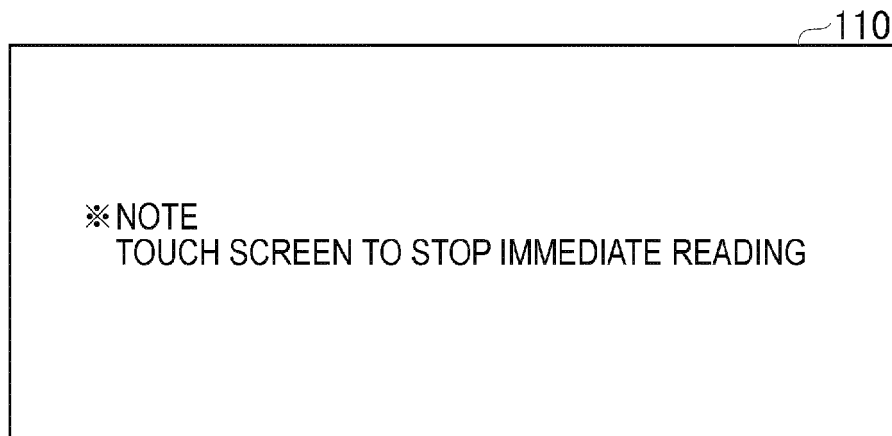 110
※NOTE
TOUCH SCREEN TO STOP IMMEDIATE READING